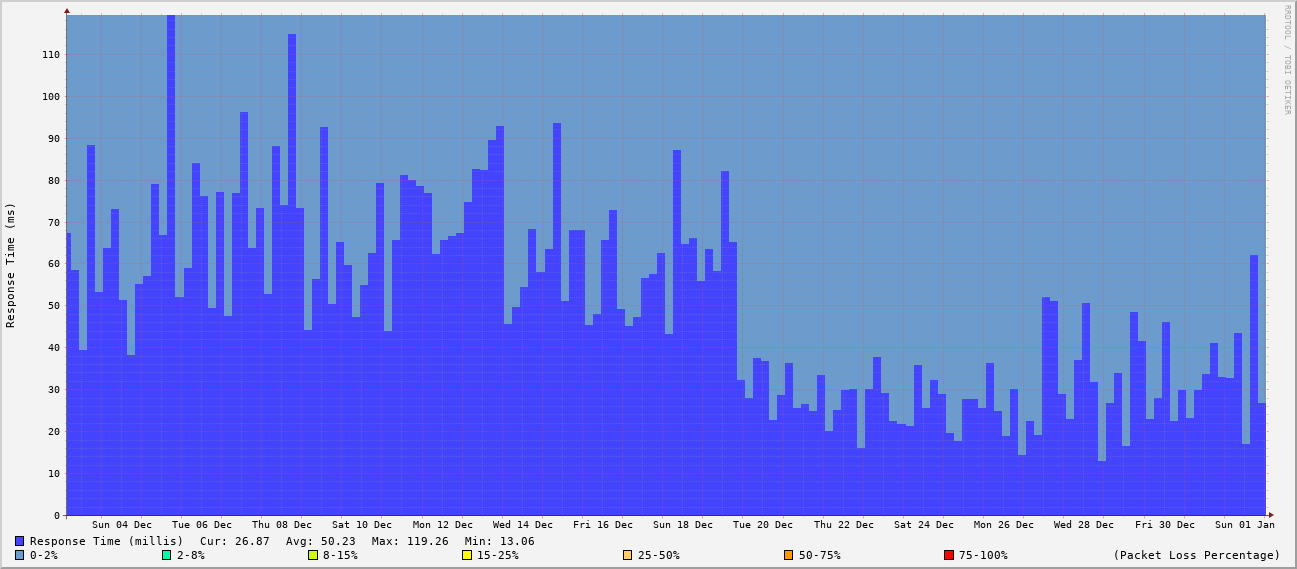 RRDTOOL / TOBI OETIKER
Response Time (ms)
110
100
90
80
70
60
50
40
30
20
10
0
Sun 04 Dec Tue 06 Dec Thu 08 Dec Sat 10 Dec Mon 12 Dec Wed 14 Dec Fri 16 Dec Sun 18 Dec Tue 20 Dec Thu 22 Dec Sat 24 Dec Mon 26 Dec Wed 28 Dec Fri 30 Dec Sun 01 Jan
Response Time (millis) Cur: 26.87 Avg: 50.23 Max: 119.26 Min: 13.06
0-2% 2-8% 8-15% 15-25% 25-50% 50-75% 75-100% (Packet Loss Percentage)